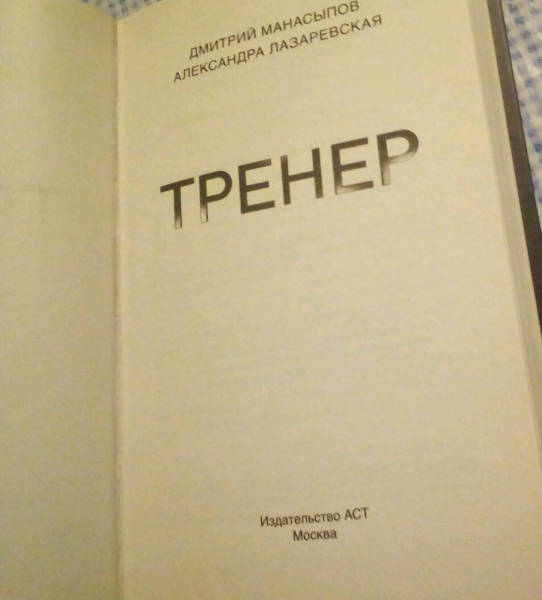 ДМИТРИЙ МАНАСЫПОВ
АЛЕКСАНДРА ЛАЗАРЕВСКАЯ
ТРЕНЕР
Издательство АСТ
Москва